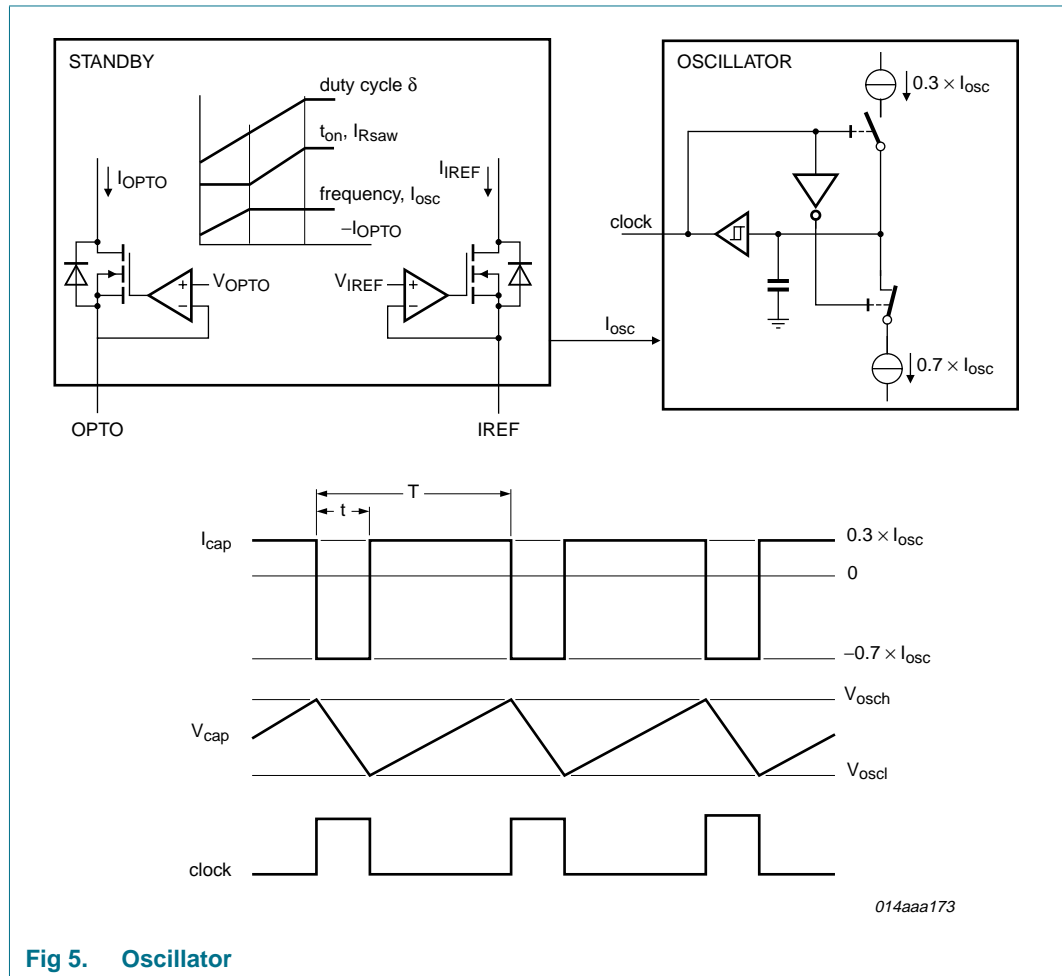 STANDBY
duty cycle δ
t_on, I_Rsaw
frequency, I_osc
−I_OPTO
I_OPTO
I_IREF
V_OPTO
V_IREF
+
−
+
−
OPTO
IREF
I_osc
OSCILLATOR
0.3 × I_osc
clock
0.7 × I_osc
T
t
I_cap
0.3 × I_osc
0
−0.7 × I_osc
V_cap
V_osch
V_oscl
clock
014aaa173
Fig 5. Oscillator